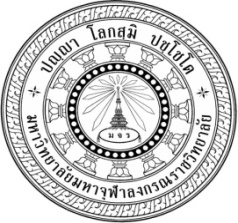 ปญฺญา โลกสฺมิ ปชฺโชโต
ม จ ร
มหาวิทยาลัยมหาจุฬาลงกรณราชวิทยาลัย